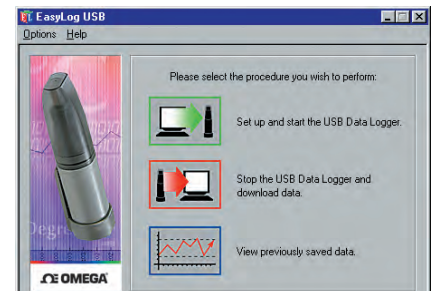 EasyLog USB
Options Help
Please select the procedure you wish to perform:
Set up and start the USB Data Logger.
Stop the USB Data Logger and
download data.
View previously saved data.
Degre
OMEGA